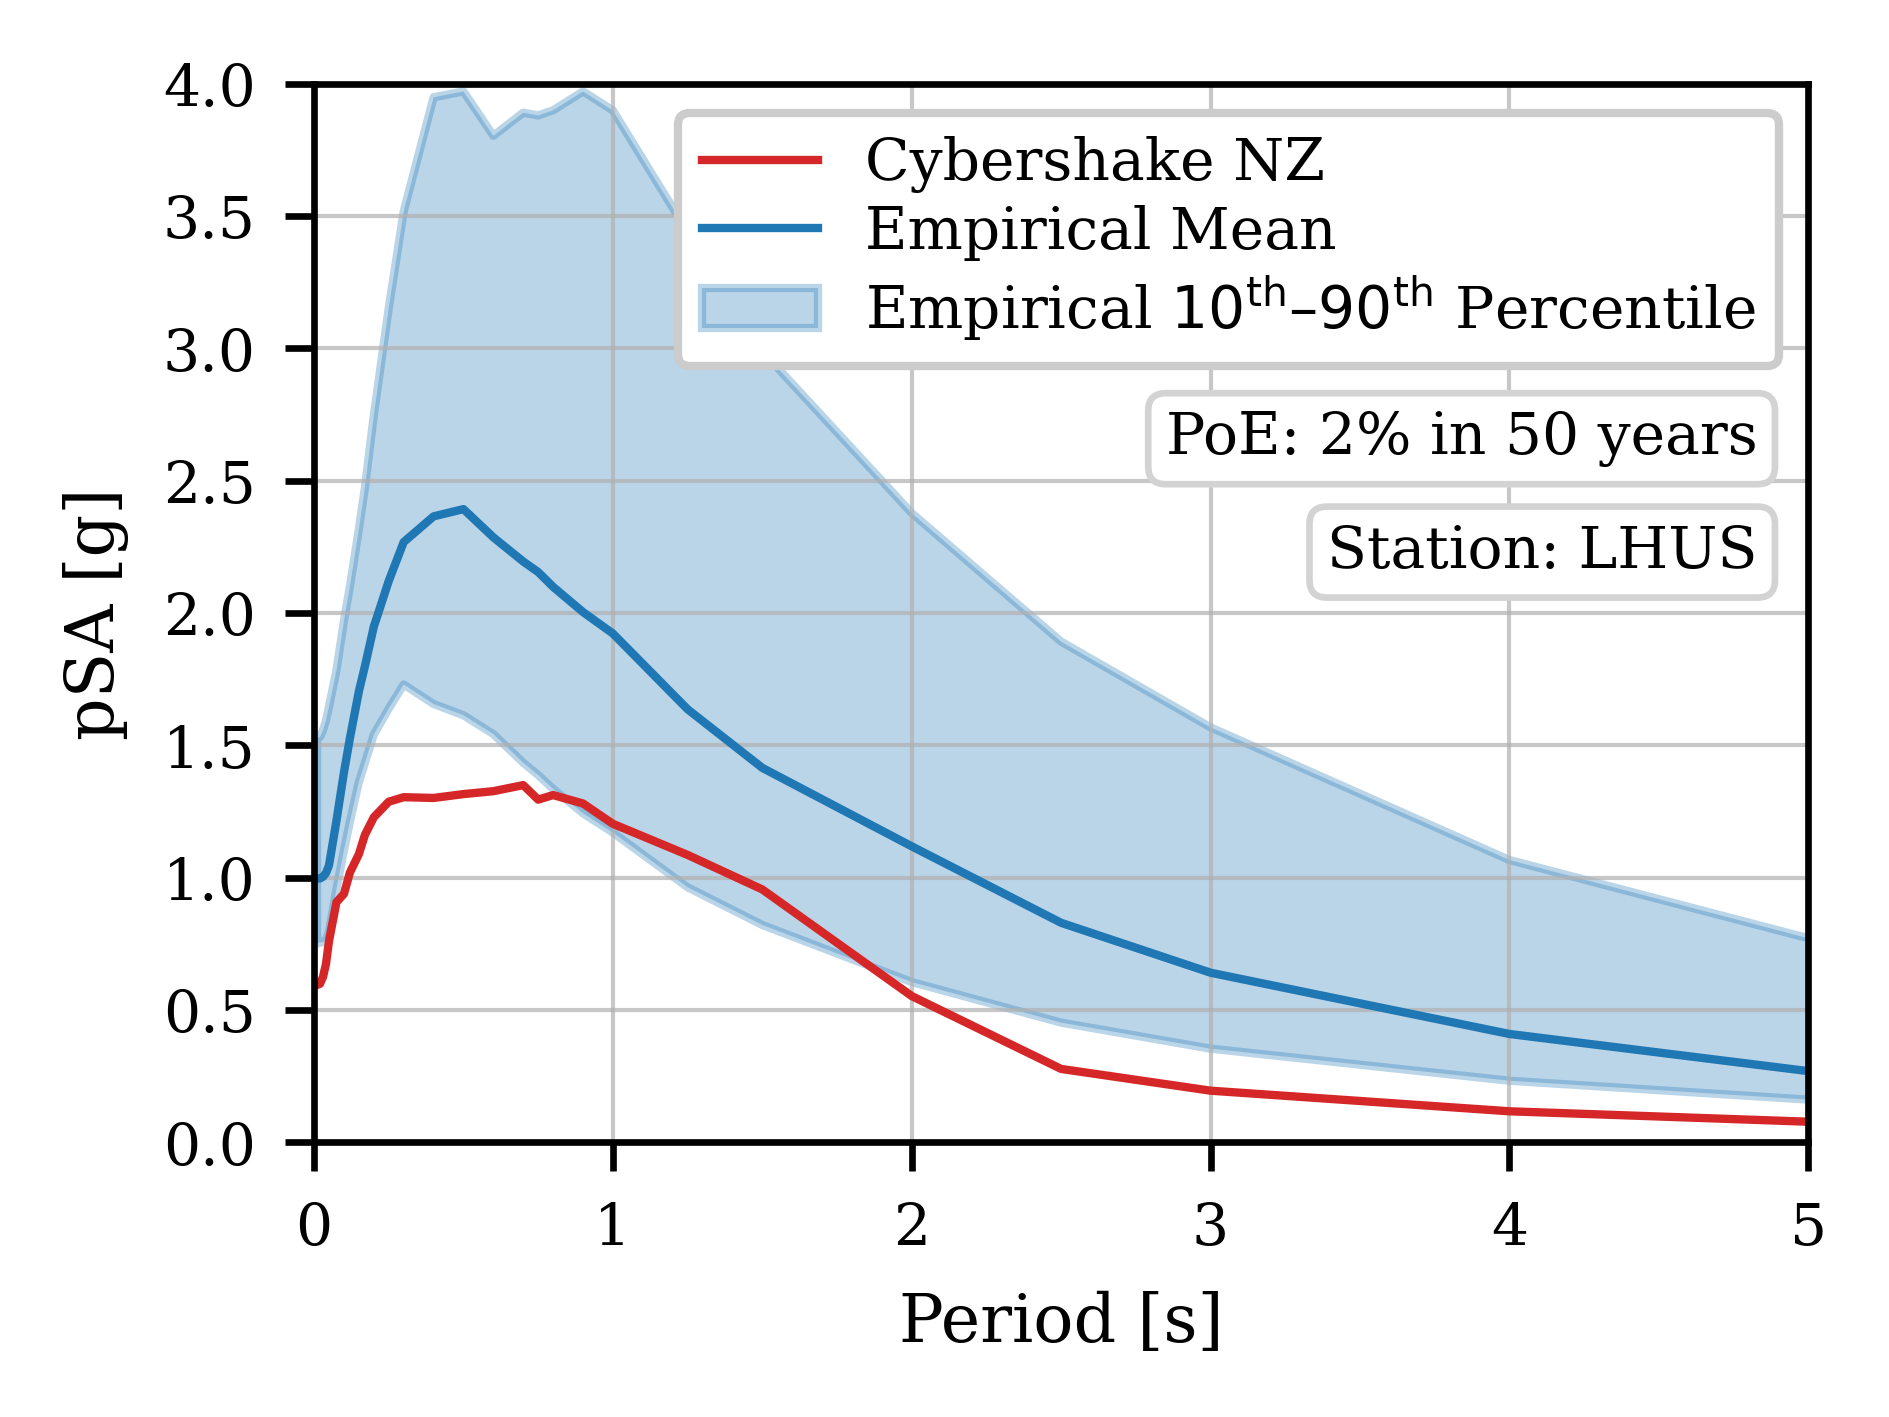 4.0
3.5
3.0
2.5
2.0
1.5
1.0
0.5
0.0
pSA [g]
Cybershake NZ
Empirical Mean
Empirical 10th–90th Percentile
PoE: 2% in 50 years
Station: LHUS
0 1 2 3 4 5
Period [s]